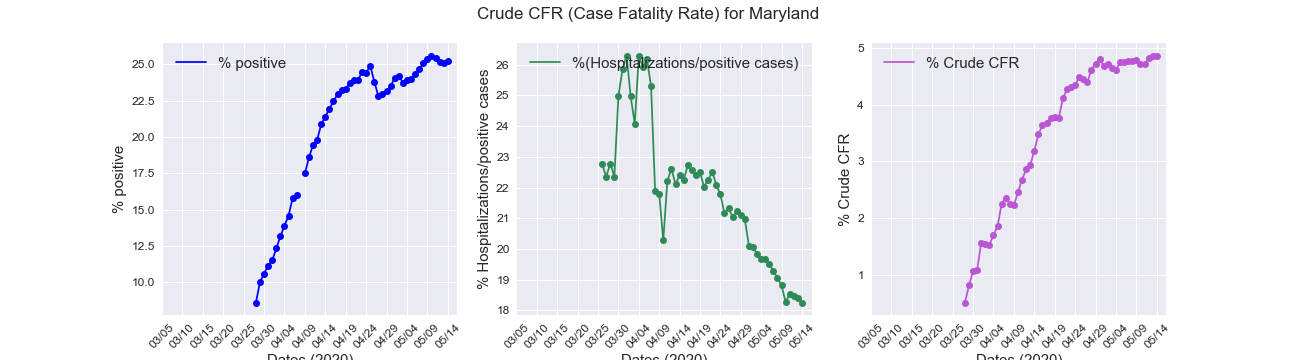 Crude CFR (Case Fatality Rate) for Maryland
% positive
25.0
22.5
20.0
17.5
15.0
12.5
10.0
% positive
03/05 03/10 03/15 03/20 03/25 03/30 04/04 04/09 04/14 04/19 04/24 04/29 05/04 05/09 05/14
Dates (2020)
%(Hospitalizations/positive cases)
26
25
24
23
22
21
20
19
18
% Hospitalizations/positive cases
03/05 03/10 03/15 03/20 03/25 03/30 04/04 04/09 04/14 04/19 04/24 04/29 05/04 05/09 05/14
Dates (2020)
% Crude CFR
5
4
3
2
1
% Crude CFR
03/05 03/10 03/15 03/20 03/25 03/30 04/04 04/09 04/14 04/19 04/24 04/29 05/04 05/09 05/14
Dates (2020)